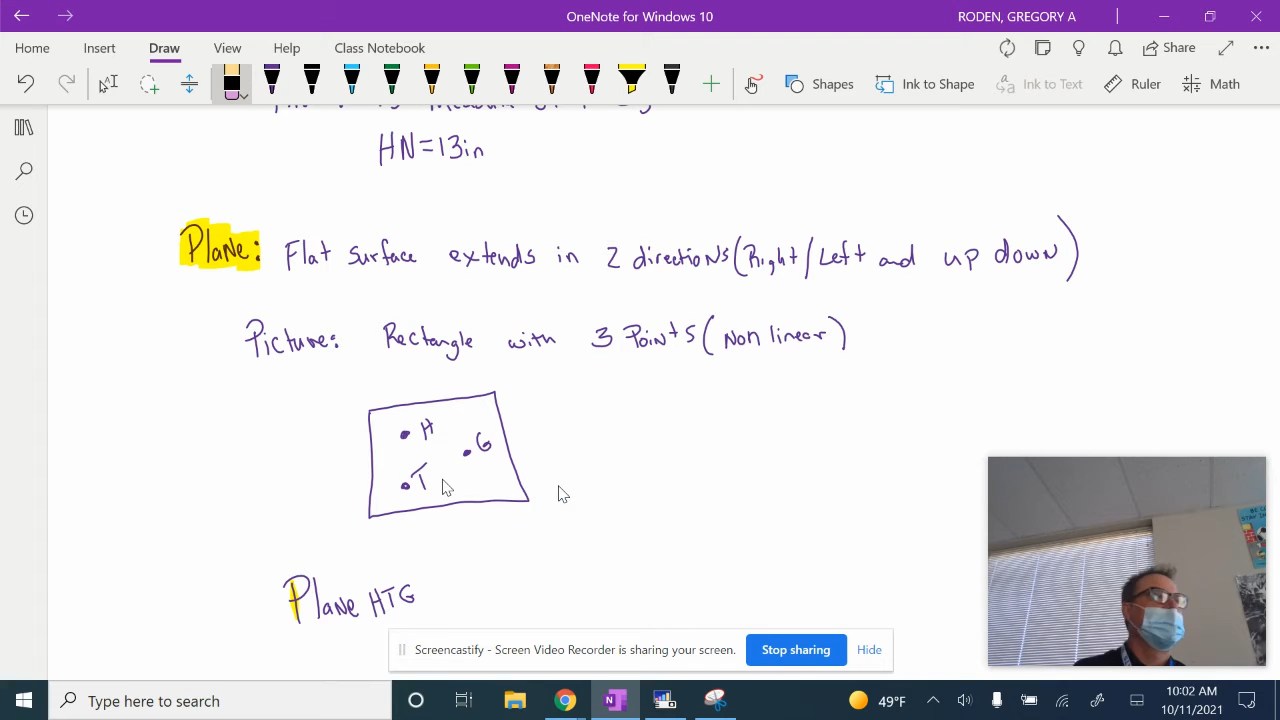 OneNote for Windows 10
RODEN, GREGORY A
Home Insert Draw View Help Class Notebook Share
Shapes Ink to Shape Ink to Text Ruler Math
HN=13in
Plane: Flat surface extends in 2 directions (Right/Left and up down)
Picture: Rectangle with 3 Points (Non linear)
H
G
T
Plane HTG
Screencastify - Screen Video Recorder is sharing your screen. Stop sharing Hide
Type here to search
49°F
10:02 AM
10/11/2021